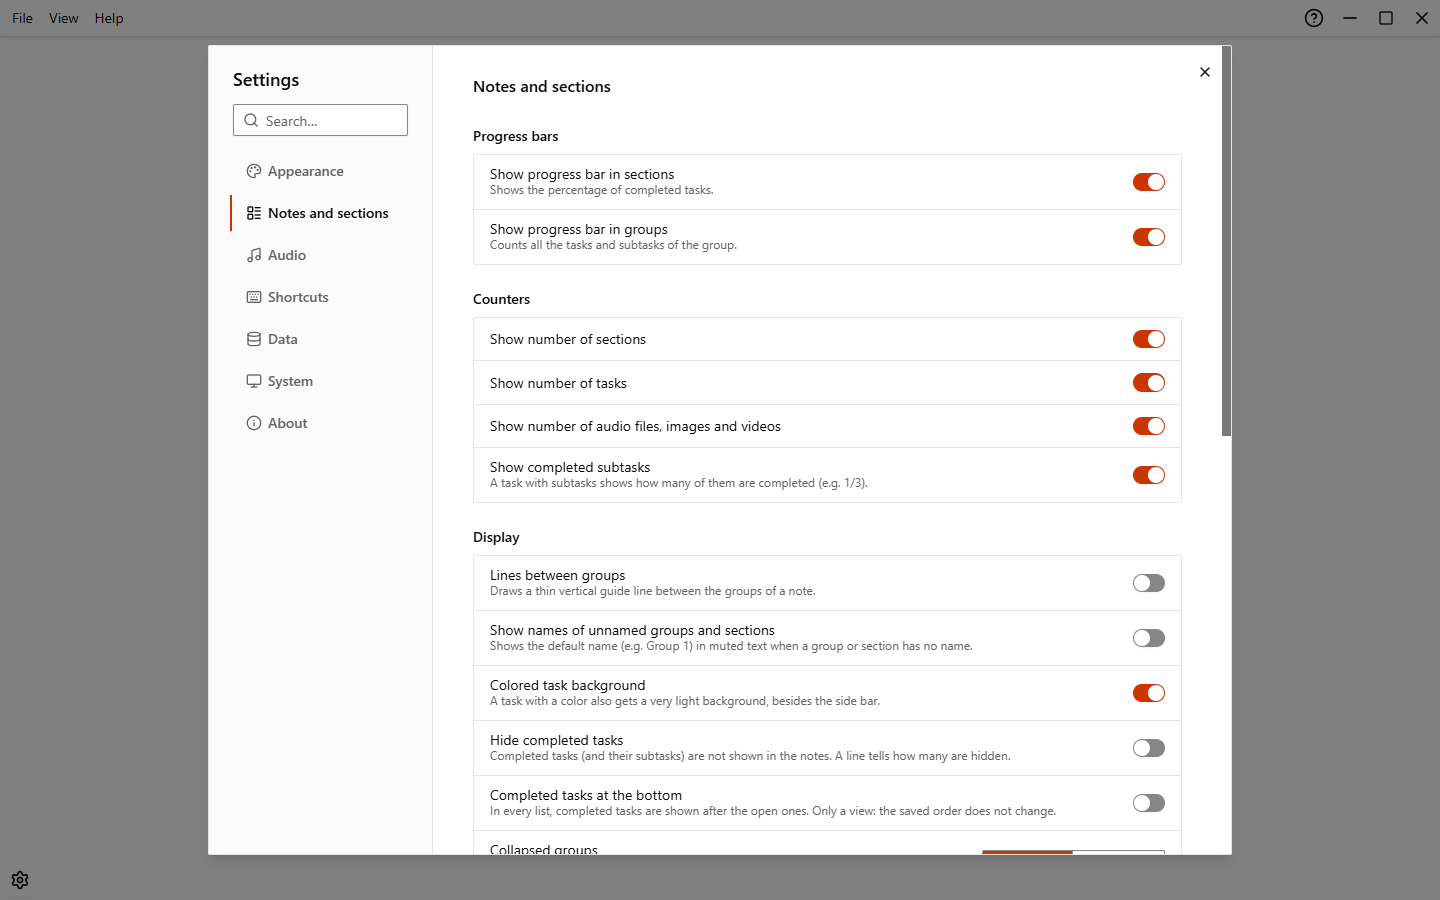 File View Help
Settings
Search...
Appearance
Notes and sections
Audio
Shortcuts
Data
System
About
Notes and sections
Progress bars
Show progress bar in sections
Shows the percentage of completed tasks.
Show progress bar in groups
Counts all the tasks and subtasks of the group.
Counters
Show number of sections
Show number of tasks
Show number of audio files, images and videos
Show completed subtasks
A task with subtasks shows how many of them are completed (e.g. 1/3).
Display
Lines between groups
Draws a thin vertical guide line between the groups of a note.
Show names of unnamed groups and sections
Shows the default name (e.g. Group 1) in muted text when a group or section has no name.
Colored task background
A task with a color also gets a very light background, besides the side bar.
Hide completed tasks
Completed tasks (and their subtasks) are not shown in the notes. A line tells how many are hidden.
Completed tasks at the bottom
In every list, completed tasks are shown after the open ones. Only a view: the saved order does not change.
Collapsed groups